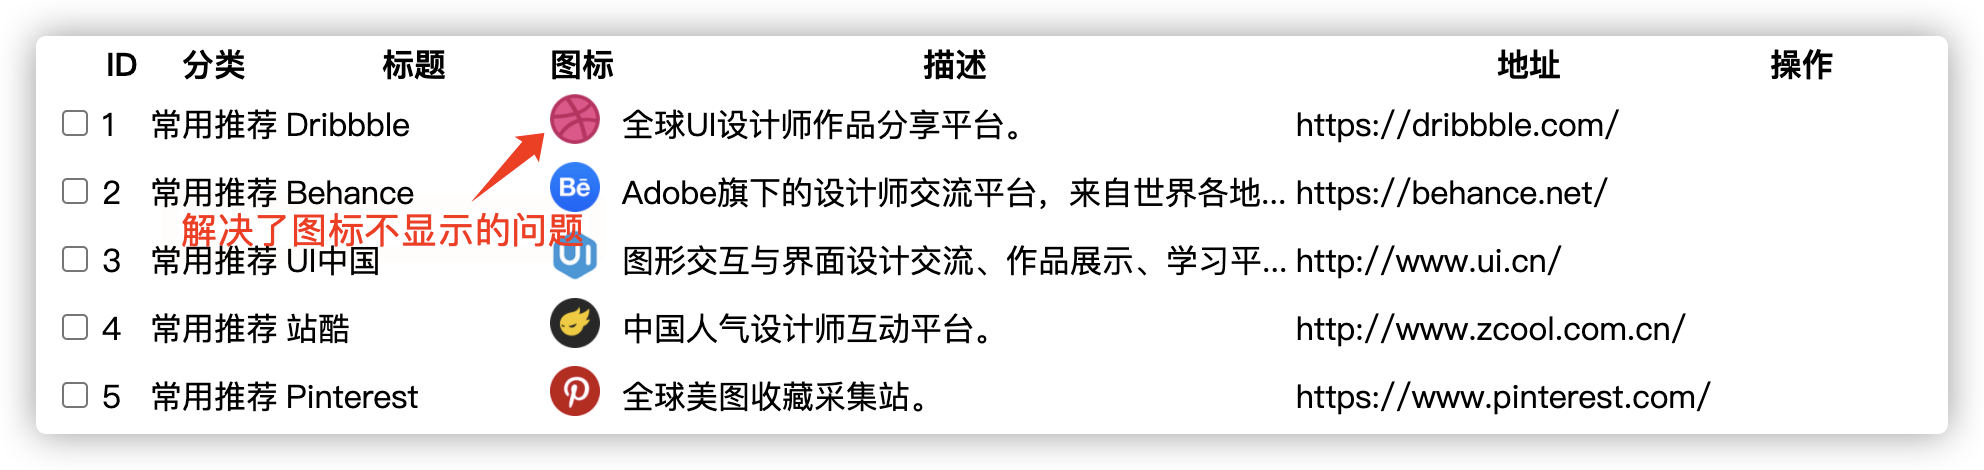 ID 分类 标题 图标 描述 地址 操作
1 常用推荐 Dribbble 全球UI设计师作品分享平台。 https://dribbble.com/
2 常用推荐 Behance Bē Adobe旗下的设计师交流平台，来自世界各地... https://behance.net/
解决了图标不显示的问题
3 常用推荐 UI中国 UI 图形交互与界面设计交流、作品展示、学习平... http://www.ui.cn/
4 常用推荐 站酷 中国人气设计师互动平台。 http://www.zcool.com.cn/
5 常用推荐 Pinterest 全球美图收藏采集站。 https://www.pinterest.com/